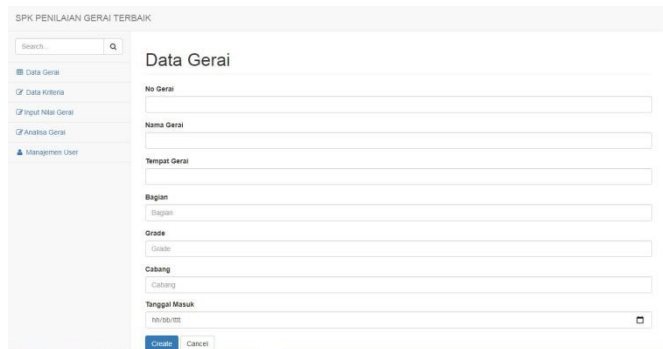 SPK PENILAIAN GERAI TERBAIK
Search...
Data Gerai
Data Kriteria
Input Nilai Gerai
Analisa Gerai
Manajemen User
Data Gerai
No Gerai
Nama Gerai
Tempat Gerai
Bagian
Bagian
Grade
Grade
Cabang
Cabang
Tanggal Masuk
hh/bb/tttt
Create Cancel